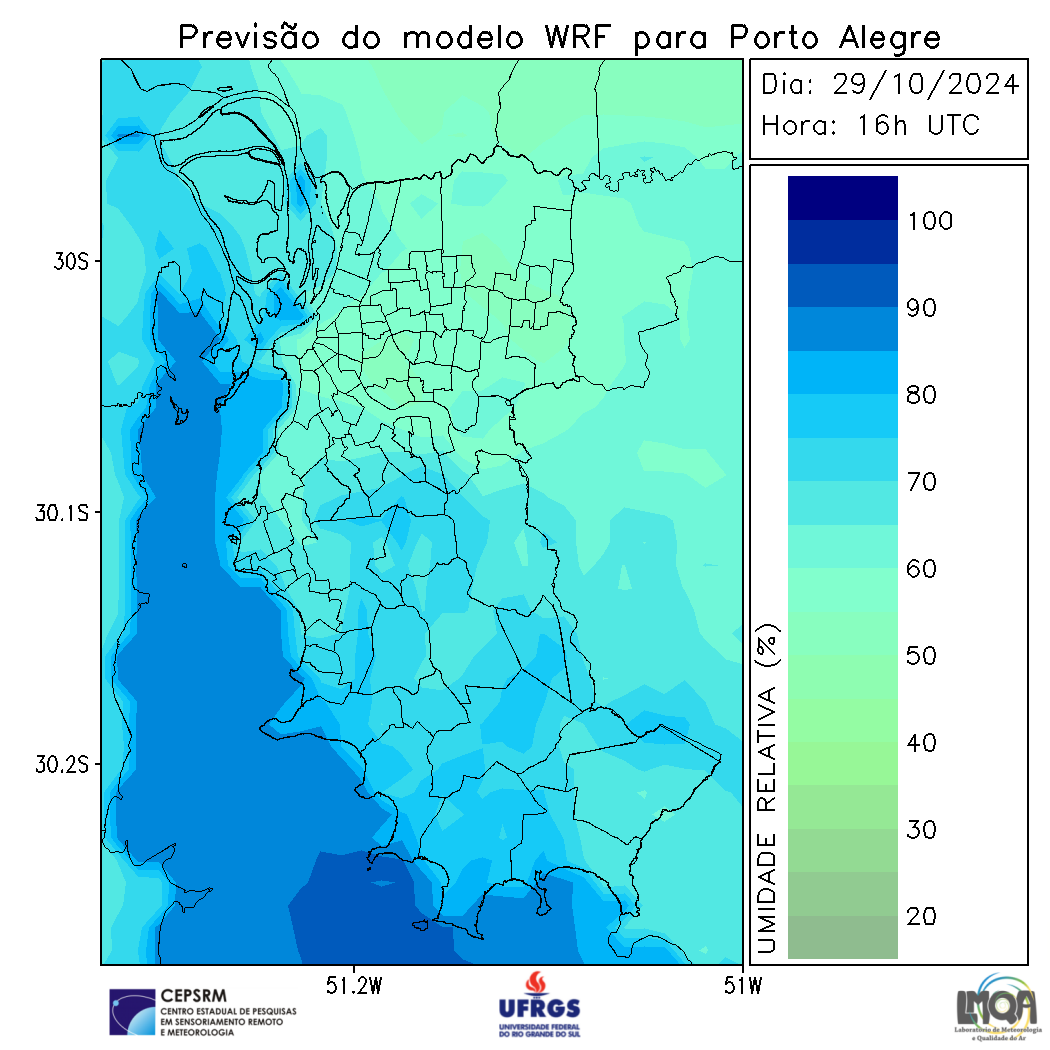 Previsão do modelo WRF para Porto Alegre
Dia: 29/10/2024
Hora: 16h UTC
30S
30.1S
30.2S
51.2W
51W
UMIDADE RELATIVA (%)
100
90
80
70
60
50
40
30
20
CEPSRM
CENTRO ESTADUAL DE PESQUISAS
EM SENSORIAMENTO REMOTO
E METEOROLOGIA
UFRGS
UNIVERSIDADE FEDERAL
DO RIO GRANDE DO SUL
LMQA
Laboratório de Meteorologia
e Qualidade do Ar